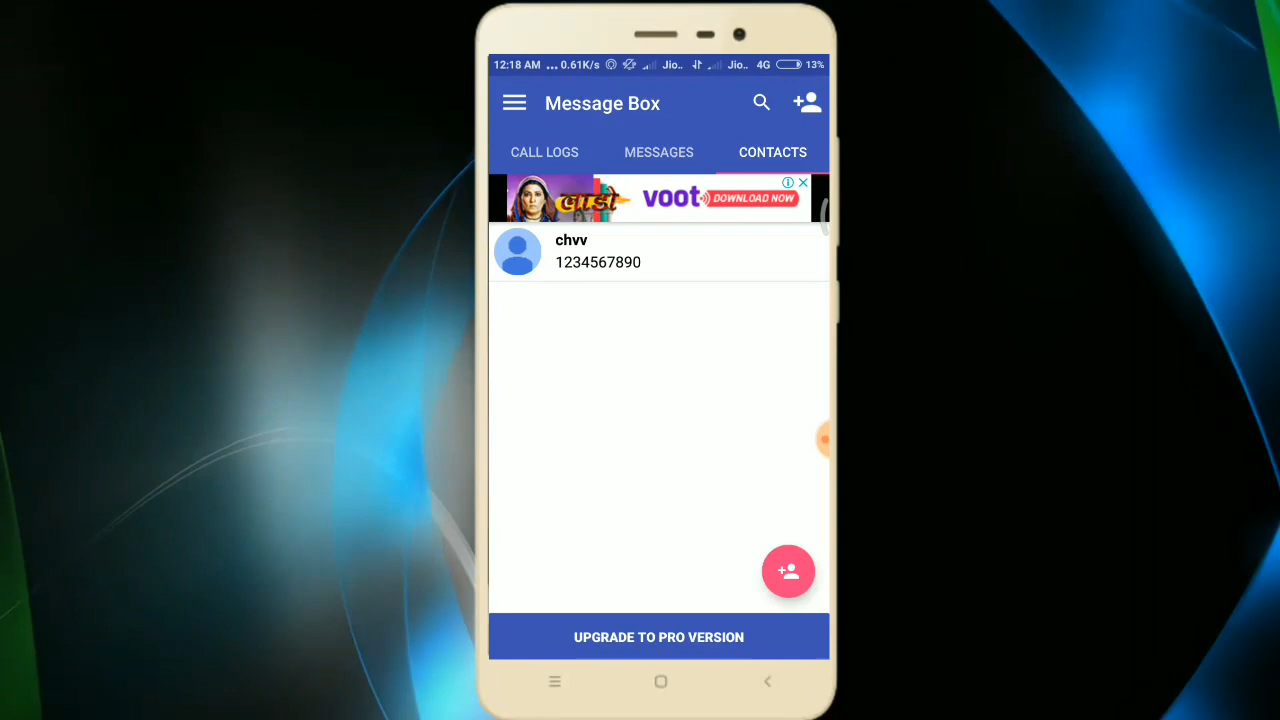 12:18 AM ... 0.61K/s Jio.. Jio.. 4G 13%
Message Box
CALL LOGS MESSAGES CONTACTS
लाडो voot DOWNLOAD NOW
chvv
1234567890
UPGRADE TO PRO VERSION